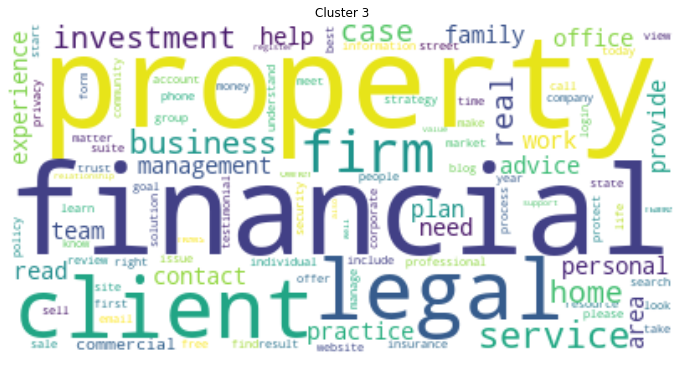 Cluster 3
start
experience
investment
help
best
register
case
information
street
family
office
view
today
privacy
form
community
property
account
phone
group
money
meet
understand
strategy
time
make
call
company
login
real
provide
matter
suite
business
firm
value
market
work
trust
relationship
management
blog
advice
financial
people
year
state
goal
solution
testimonial
security
corporate
plan
process
protect
life
policy
team
learn
know
need
support
read
review
right
issue
individual
include
professional
personal
site
contact
offer
manage
legal
home
resource
search
sell
first
email
client
please
look
area
take
practice
service
sale
commercial
free
find
result
website
insurance